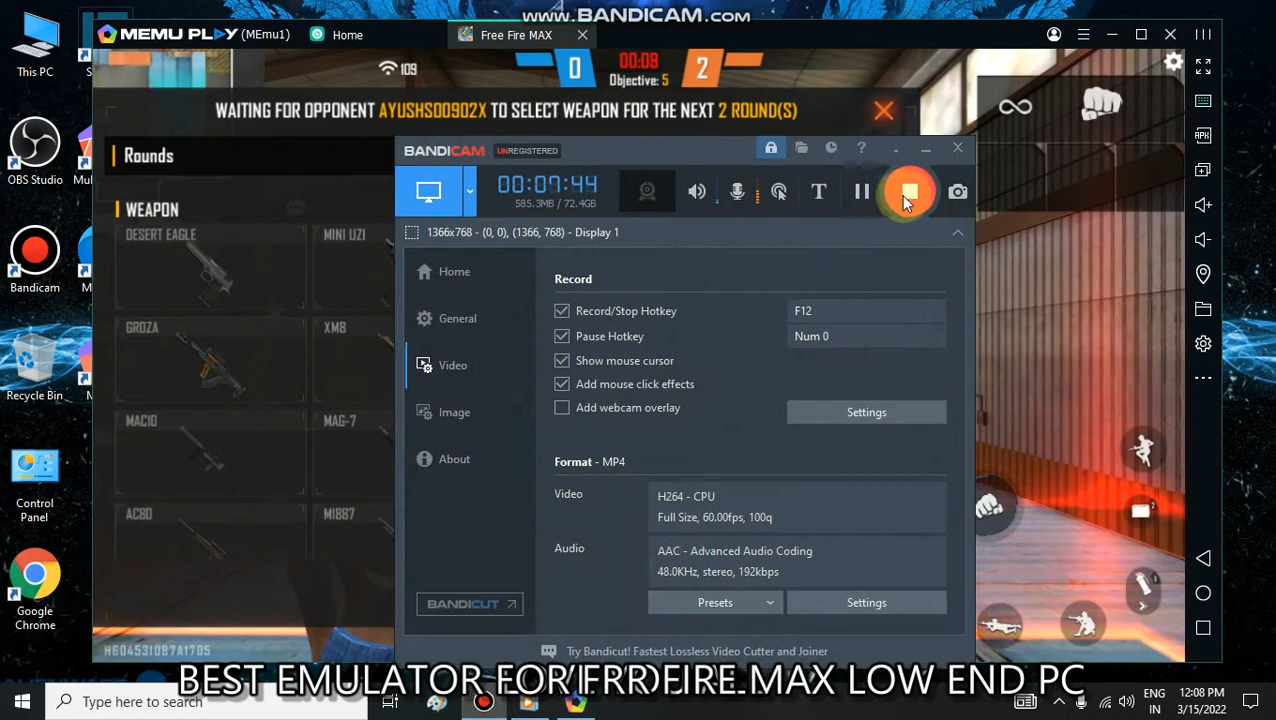 www.BANDICAM.com
MEMU PLAY (MEmu1)
Home
Free Fire MAX
This PC
OBS Studio
Bandicam
Recycle Bin
Control
Panel
Google
Chrome
109
0
00:08
Objective: 5
2
WAITING FOR OPPONENT AYUSHS00902X TO SELECT WEAPON FOR THE NEXT 2 ROUND(S)
Rounds
WEAPON
DESERT EAGLE
MINI UZI
GROZA
XM8
MAC10
MAG-7
AC80
M1887
H604531087A1705
BANDICAM UNREGISTERED
00:07:44
585.3MB / 72.4GB
T
1366x768 - (0, 0), (1366, 768) - Display 1
Home
General
Video
Image
About
BANDICUT
Record
Record/Stop Hotkey
F12
Pause Hotkey
Num 0
Show mouse cursor
Add mouse click effects
Add webcam overlay
Settings
Format - MP4
Video
H264 - CPU
Full Size, 60.00fps, 100q
Audio
AAC - Advanced Audio Coding
48.0KHz, stereo, 192kbps
Presets
Settings
Try Bandicut! Fastest Lossless Video Cutter and Joiner
APK
BEST EMULATOR FOR FIRE MAX LOW END PC
Type here to search
ENG
IN
12:08 PM
3/15/2022